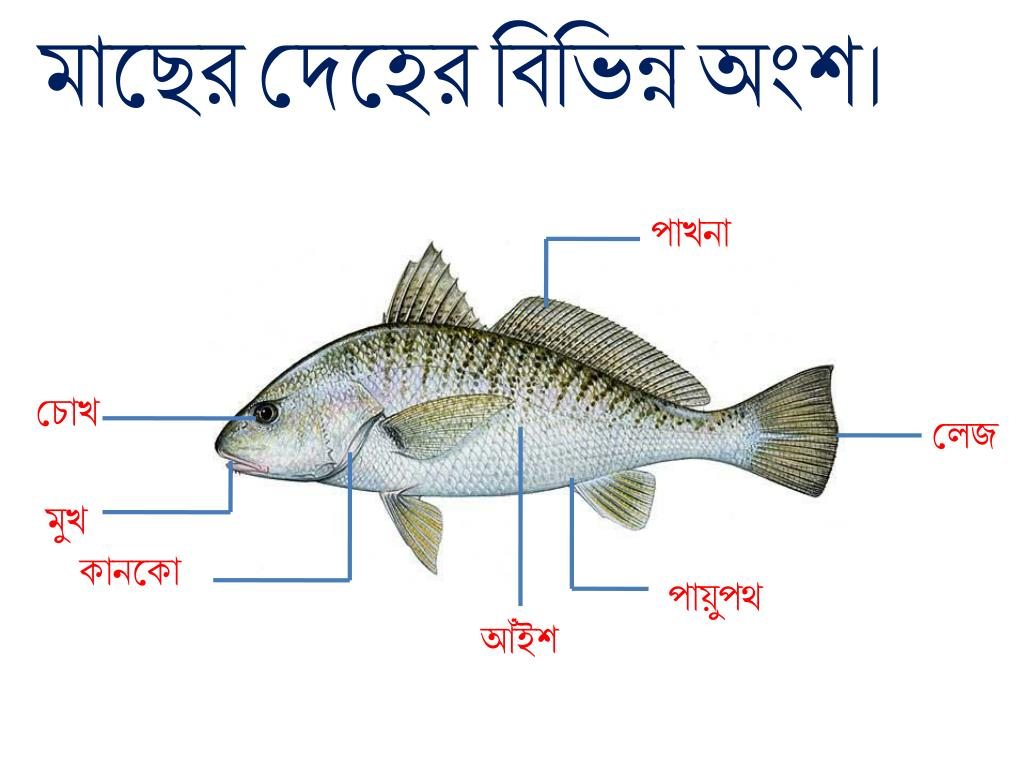 মাছের দেহের বিভিন্ন অংশ।
পাখনা
চোখ
লেজ
মুখ
কানকো
পায়ুপথ
আঁইশ